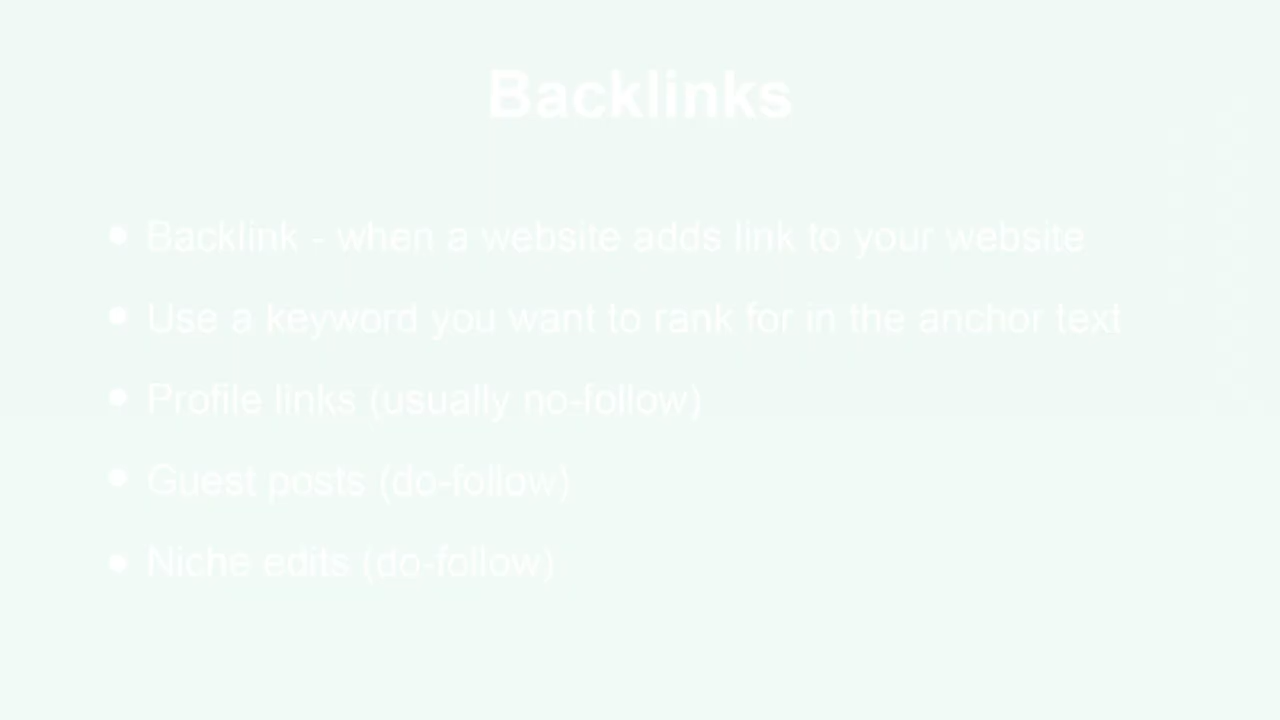 Backlinks
Backlink - when a website adds link to your website
Use a keyword you want to rank for in the anchor text
Profile links (usually no-follow)
Guest posts (do-follow)
Niche edits (do-follow)